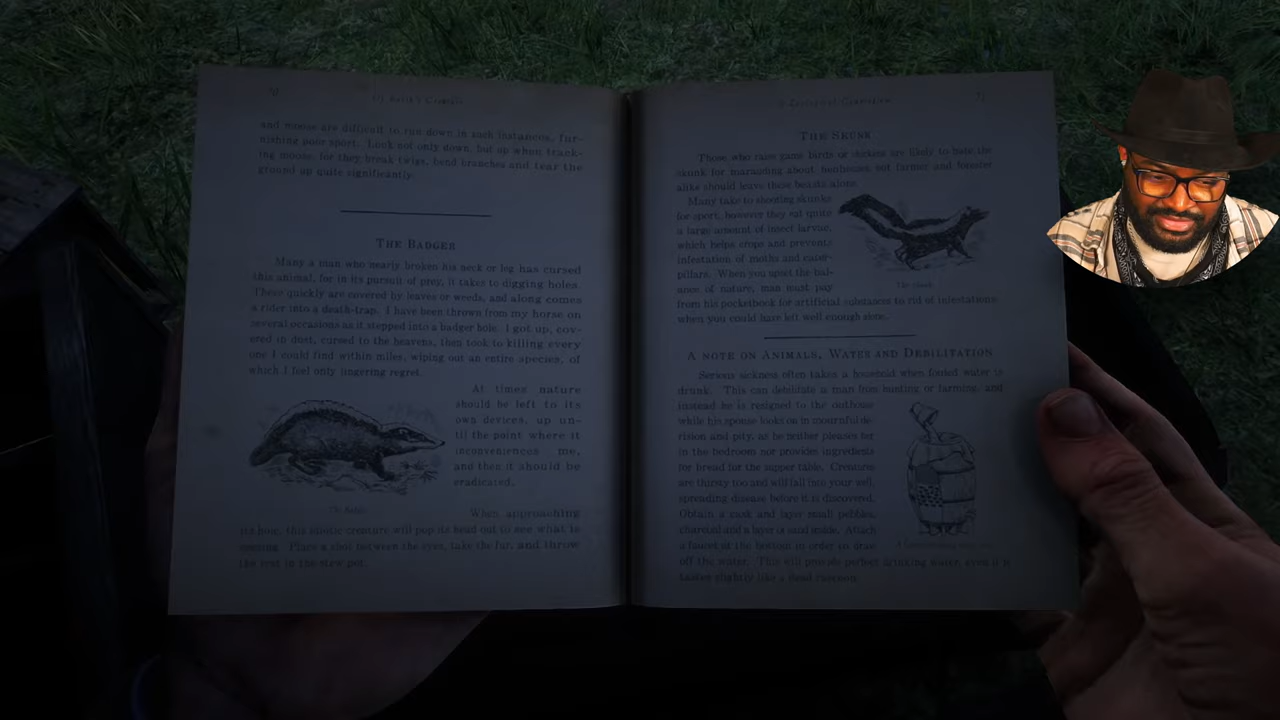 70
and moose are difficult to run down in such instances, fur-
nishing poor sport. Look not only down, but up when track-
ing moose, for they break twigs, bend branches and tear the
ground up quite significantly.
The Badger
Many a man who nearly broken his neck or leg has cursed
this animal, for in its pursuit of prey, it takes to digging holes.
These quickly are covered by leaves or weeds, and along comes
a rider into a death-trap. I have been thrown from my horse on
several occasions as it stepped into a badger hole. I got up, cov-
ered in dust, cursed to the heavens, then took to killing every
one I could find within miles, wiping out an entire species, of
which I feel only lingering regret.
At times nature
should be left to its
own devices, up un-
til the point where it
inconveniences me,
and then it should be
eradicated.
The Badger
When approaching
its hole, this idiotic creature will pop its head out to see what is
coming. Place a shot between the eyes, take the fur, and throw
the rest in the stew pot.
71
The Skunk
Those who raise game birds or chickens are likely to hate the
skunk for marauding about henhouses, yet farmer and forester
alike should leave these beasts alone.
Many take to shooting skunks
for sport, however they eat quite
a large amount of insect larvae,
which helps crops and prevents
infestation of moths and cater-
pillars. When you upset the bal-
ance of nature, man must pay
The skunk
from his pocketbook for artificial substances to rid of infestations
when you could have left well enough alone.
A note on Animals, Water and Debilitation
Serious sickness often takes a household when fouled water is
drunk. This can debilitate a man from hunting or farming, and
instead he is resigned to the outhouse
while his spouse looks on in mournful de-
rision and pity, as he neither pleases her
in the bedroom nor provides ingredients
for bread for the supper table. Creatures
are thirsty too and will fall into your well,
spreading disease before it is discovered.
Obtain a cask and layer small pebbles,
charcoal and a layer of sand inside. Attach
a faucet at the bottom in order to draw
off the water. This will provide perfect drinking water, even if it
tastes slightly like a dead raccoon.